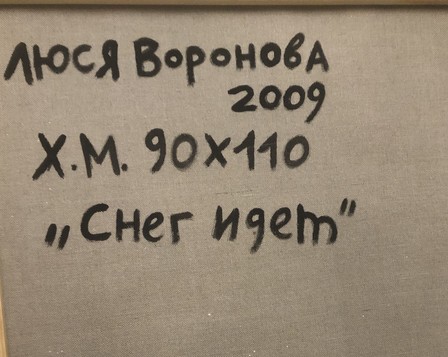 Люся Воронова
2009
Х.М. 90х110
„Снег идет"